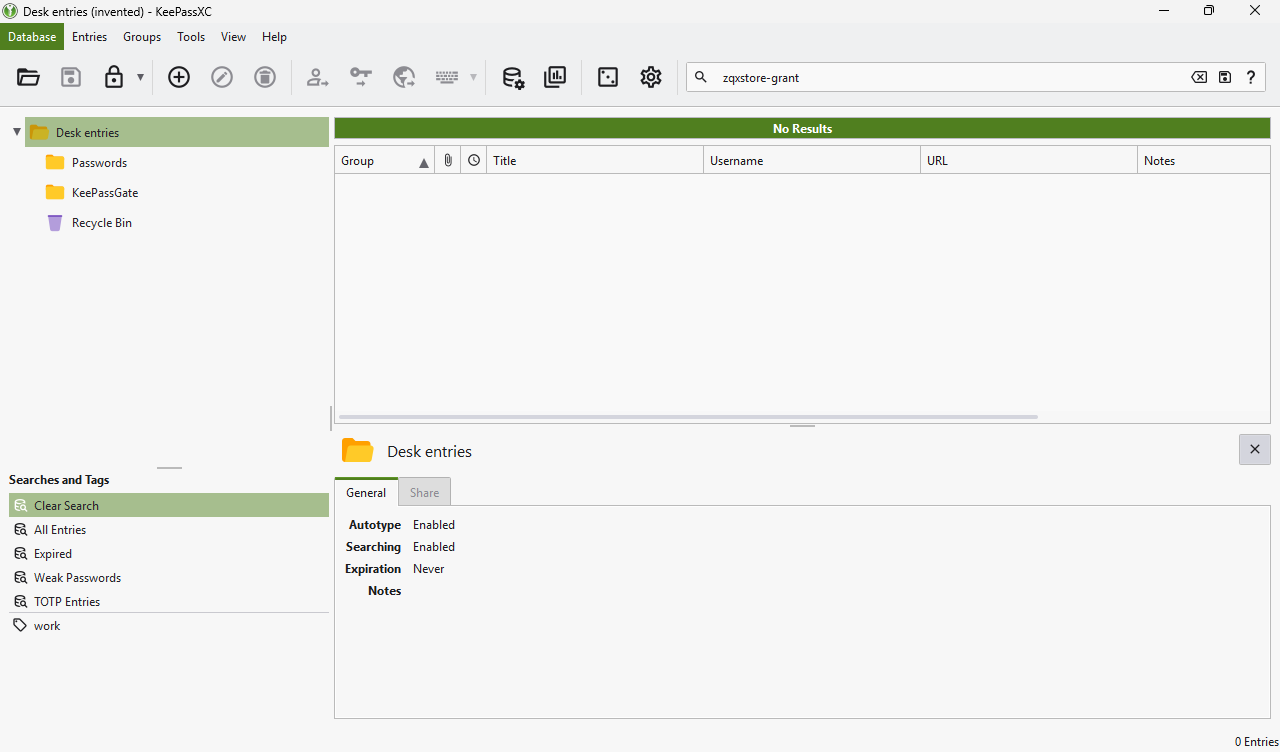 Desk entries (invented) - KeePassXC
Database Entries Groups Tools View Help
zqxstore-grant ?
Desk entries
Passwords
KeePassGate
Recycle Bin
No Results
Group Title Username URL Notes
Searches and Tags
Clear Search
All Entries
Expired
Weak Passwords
TOTP Entries
work
Desk entries
General Share
Autotype Enabled
Searching Enabled
Expiration Never
Notes
0 Entries